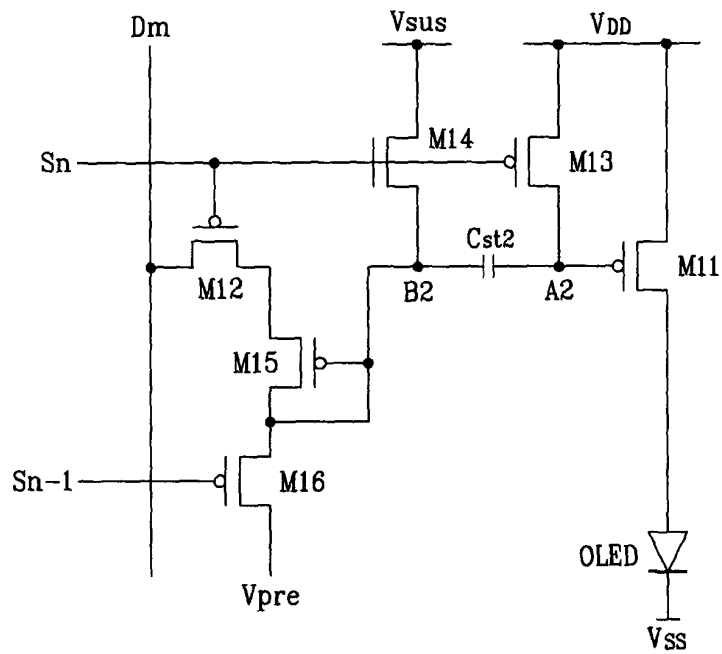 Dm
Vsus
VDD
Sn
M14
M13
Cst2
M12
B2
A2
M11
M15
Sn-1
M16
OLED
Vpre
VSS